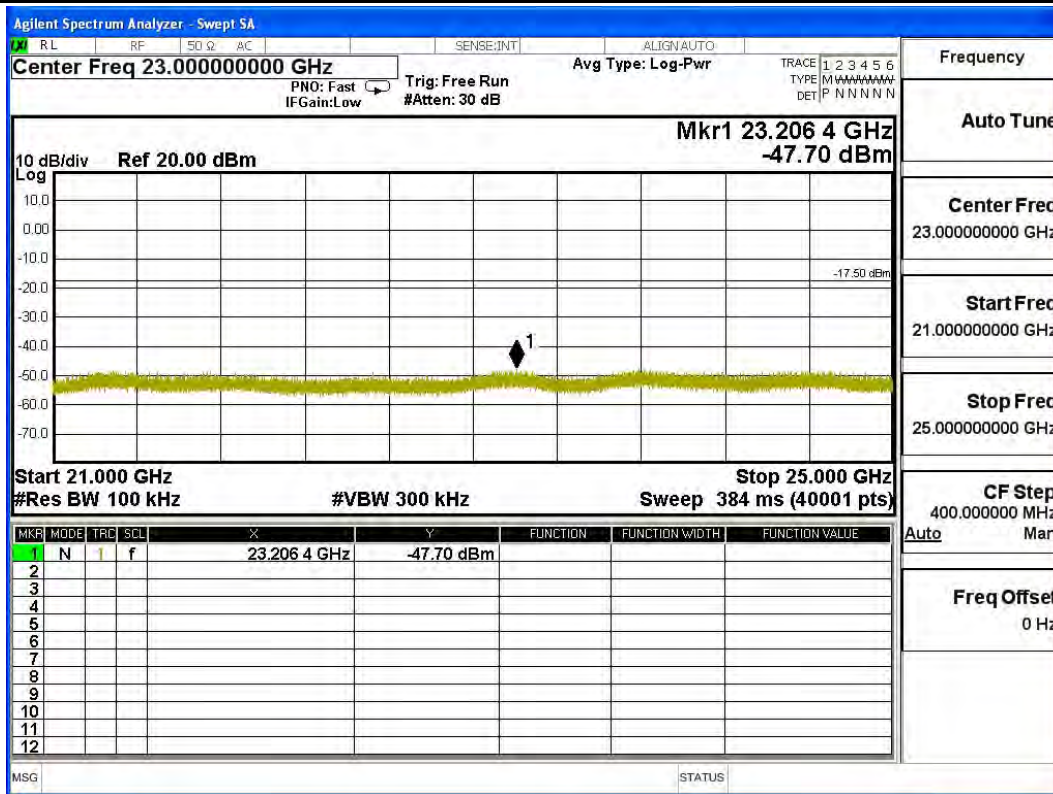 Agilent Spectrum Analyzer - Swept SA
RL RF 50 Ω AC SENSE:INT ALIGN AUTO
Center Freq 23.000000000 GHz
PNO: Fast
IFGain:Low
Trig: Free Run
#Atten: 30 dB
Avg Type: Log-Pwr
TRACE 1 2 3 4 5 6
TYPE M
DET P N N N N N
Mkr1 23.206 4 GHz
-47.70 dBm
10 dB/div Ref 20.00 dBm
Log
10.0
0.00
-10.0
-17.50 dBm
-20.0
-30.0
-40.0
1
-50.0
-60.0
-70.0
Start 21.000 GHz Stop 25.000 GHz
#Res BW 100 kHz #VBW 300 kHz Sweep 384 ms (40001 pts)
MKR MODE TRC SCL X Y FUNCTION FUNCTION WIDTH FUNCTION VALUE
1 N 1 f 23.206 4 GHz -47.70 dBm
2
3
4
5
6
7
8
9
10
11
12
MSG STATUS
Frequency
Auto Tune
Center Freq
23.000000000 GHz
Start Freq
21.000000000 GHz
Stop Freq
25.000000000 GHz
CF Step
400.000000 MHz
Auto Man
Freq Offset
0 Hz